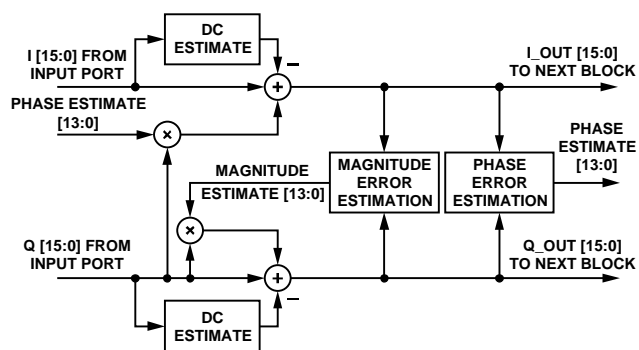 DC
ESTIMATE
I [15:0] FROM
INPUT PORT
–
+
I_OUT [15:0]
TO NEXT BLOCK
PHASE ESTIMATE
[13:0]
×
MAGNITUDE
ESTIMATE [13:0]
MAGNITUDE
ERROR
ESTIMATION
PHASE
ERROR
ESTIMATION
PHASE
ESTIMATE
[13:0]
×
Q [15:0] FROM
INPUT PORT
+
–
Q_OUT [15:0]
TO NEXT BLOCK
DC
ESTIMATE